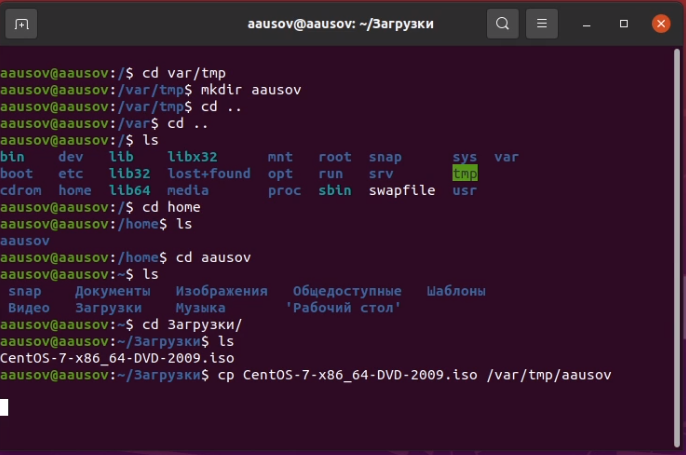 aausov@aausov: ~/Загрузки
aausov@aausov:/$ cd var/tmp
aausov@aausov:/var/tmp$ mkdir aausov
aausov@aausov:/var/tmp$ cd ..
aausov@aausov:/var$ cd ..
aausov@aausov:/$ ls
bin dev lib libx32 mnt root snap sys var
boot etc lib32 lost+found opt run srv tmp
cdrom home lib64 media proc sbin swapfile usr
aausov@aausov:/$ cd home
aausov@aausov:/home$ ls
aausov
aausov@aausov:/home$ cd aausov
aausov@aausov:~$ ls
snap Документы Изображения Общедоступные Шаблоны
Видео Загрузки Музыка 'Рабочий стол'
aausov@aausov:~$ cd Загрузки/
aausov@aausov:~/Загрузки$ ls
CentOS-7-x86_64-DVD-2009.iso
aausov@aausov:~/Загрузки$ cp CentOS-7-x86_64-DVD-2009.iso /var/tmp/aausov